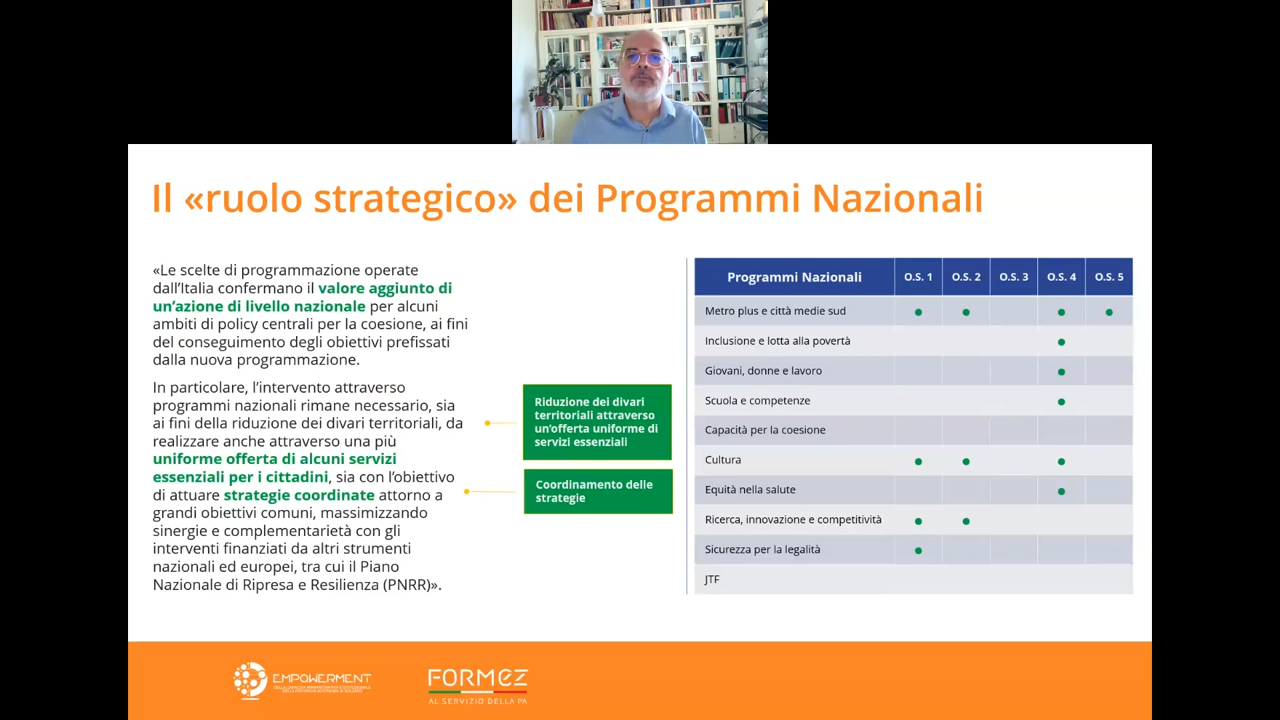 Il «ruolo strategico» dei Programmi Nazionali
«Le scelte di programmazione operate
dall'Italia confermano il valore aggiunto di
un'azione di livello nazionale per alcuni
ambiti di policy centrali per la coesione, ai fini
del conseguimento degli obiettivi prefissati
dalla nuova programmazione.
In particolare, l'intervento attraverso
programmi nazionali rimane necessario, sia
ai fini della riduzione dei divari territoriali, da
realizzare anche attraverso una più
uniforme offerta di alcuni servizi
essenziali per i cittadini, sia con l'obiettivo
di attuare strategie coordinate attorno a
grandi obiettivi comuni, massimizzando
sinergie e complementarietà con gli
interventi finanziati da altri strumenti
nazionali ed europei, tra cui il Piano
Nazionale di Ripresa e Resilienza (PNRR)».
Riduzione dei divari
territoriali attraverso
un'offerta uniforme di
servizi essenziali
Coordinamento delle
strategie
Programmi Nazionali O.S. 1 O.S. 2 O.S. 3 O.S. 4 O.S. 5
Metro plus e città medie sud
Inclusione e lotta alla povertà
Giovani, donne e lavoro
Scuola e competenze
Capacità per la coesione
Cultura
Equità nella salute
Ricerca, innovazione e competitività
Sicurezza per la legalità
JTF
EMPOWERMENT
FORMEZ
AL SERVIZIO DELLA PA